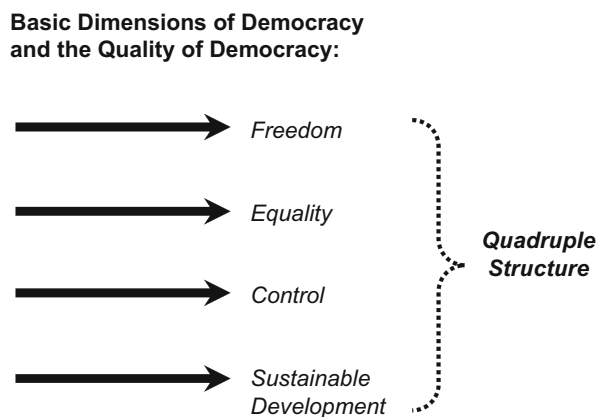 Basic Dimensions of Democracy
and the Quality of Democracy:
Freedom
Equality
Control
Sustainable
Development
Quadruple
Structure